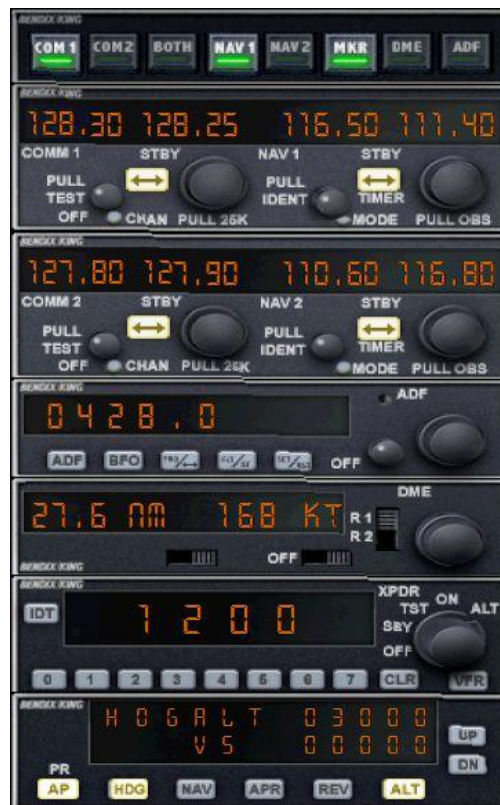 BENDIX KING
COM 1 COM2 BOTH NAV 1 NAV 2 MKR DME ADF
BENDIX KING
128.30 128.25 116.50 111.40
COMM 1 STBY NAV 1 STBY
PULL TEST PULL IDENT TIMER
OFF CHAN PULL 25K MODE PULL OBS
BENDIX KING
127.80 127.90 110.60 116.80
COMM 2 STBY NAV 2 STBY
PULL TEST PULL IDENT TIMER
OFF CHAN PULL 25K MODE PULL OBS
BENDIX KING
ADF
0428.0
ADF BFO FRQ/↔ FLT/ET SET/RST OFF
DME
27.6 NM 168 KT R 1
R 2
BENDIX KING OFF
BENDIX KING
XPDR TST ON ALT
IDT 1200 SBY
OFF
0 1 2 3 4 5 6 7 CLR VFR
BENDIX KING
HDGALT 03000
VS 00000 UP
PR DN
AP HDG NAV APR REV ALT